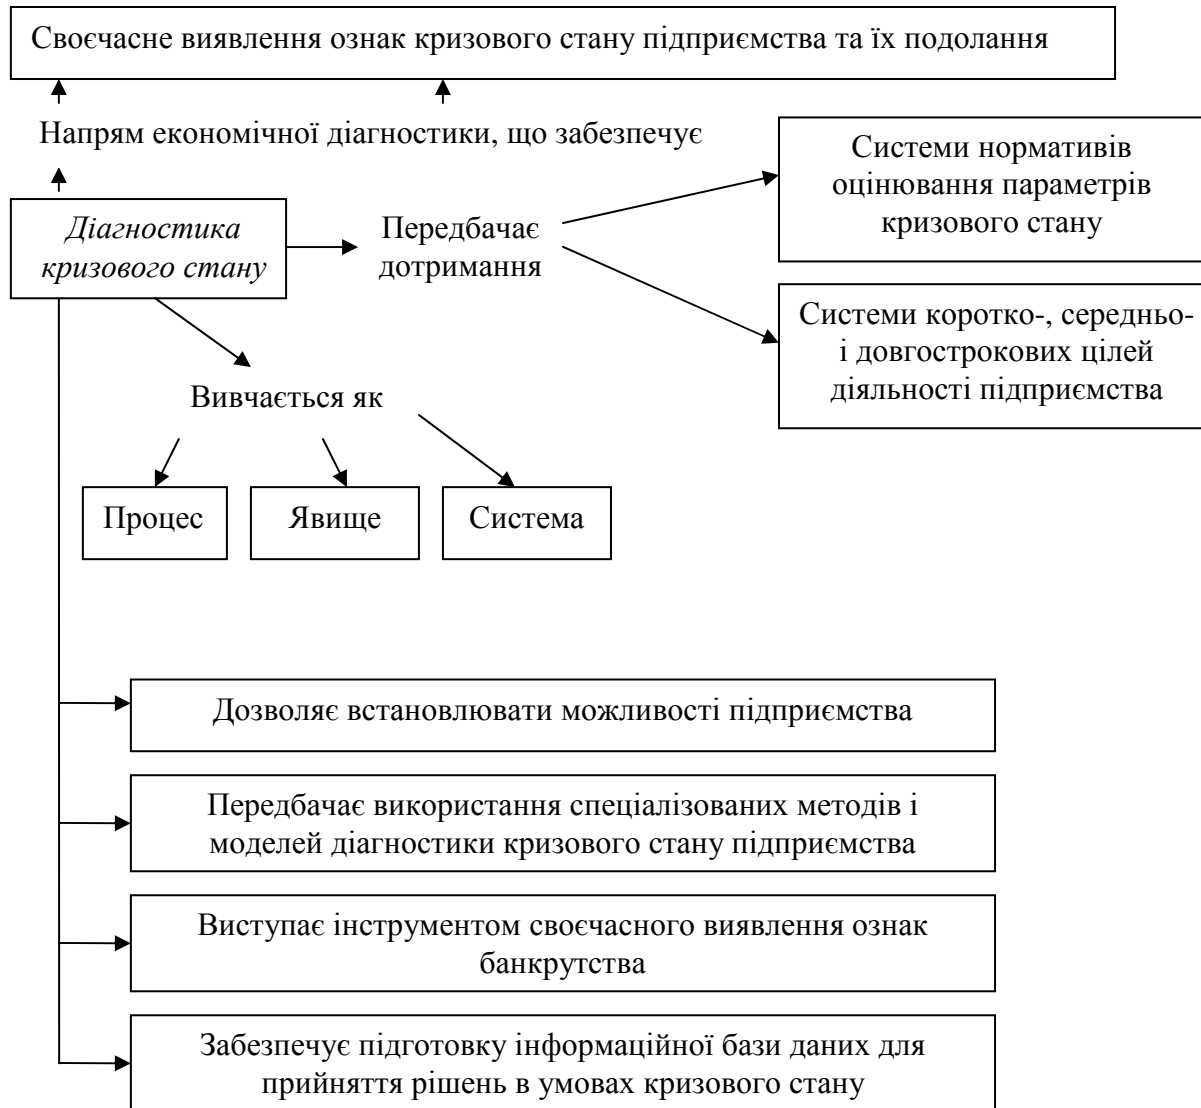 Своєчасне виявлення ознак кризового стану підприємства та їх подолання
Напрям економічної діагностики, що забезпечує
Системи нормативів
оцінювання параметрів
кризового стану
Діагностика
кризового стану
Передбачає
дотримання
Системи коротко-, середньо-
і довгострокових цілей
діяльності підприємства
Вивчається як
Процес
Явище
Система
Дозволяє встановлювати можливості підприємства
Передбачає використання спеціалізованих методів і
моделей діагностики кризового стану підприємства
Виступає інструментом своєчасного виявлення ознак
банкрутства
Забезпечує підготовку інформаційної бази даних для
прийняття рішень в умовах кризового стану